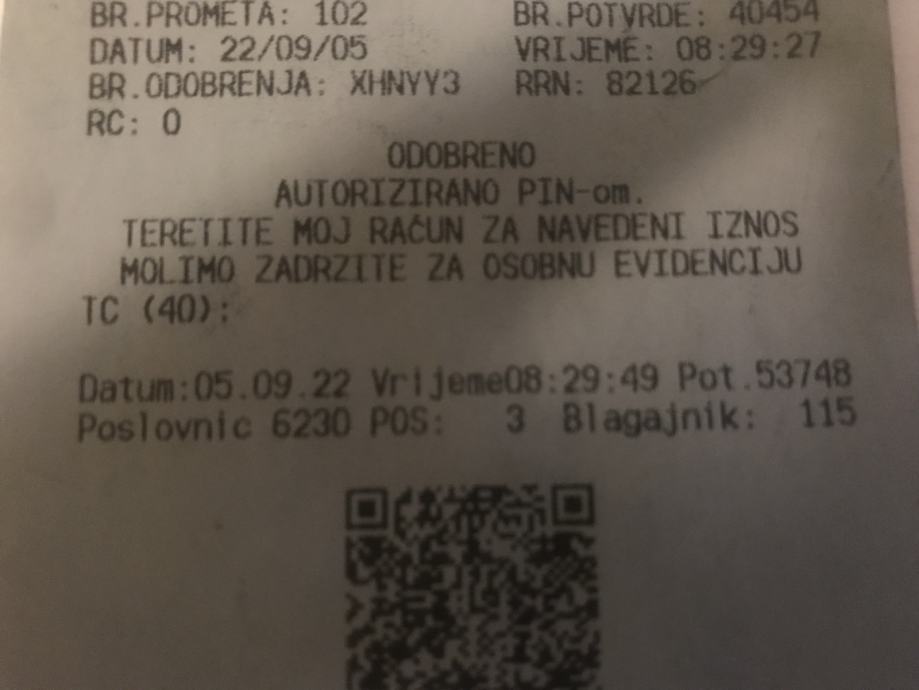 BR.PROMETA: 102 BR.POTVRDE: 40454
DATUM: 22/09/05 VRIJEME: 08:29:27
BR.ODOBRENJA: XHNYY3 RRN: 82126
RC: 0
ODOBRENO
AUTORIZIRANO PIN-om.
TERETITE MOJ RAČUN ZA NAVEDENI IZNOS
MOLIMO ZADRZITE ZA OSOBNU EVIDENCIJU
TC (40):
Datum:05.09.22 Vrijeme08:29:49 Pot.53748
Poslovnic 6230 POS: 3 Blagajnik: 115